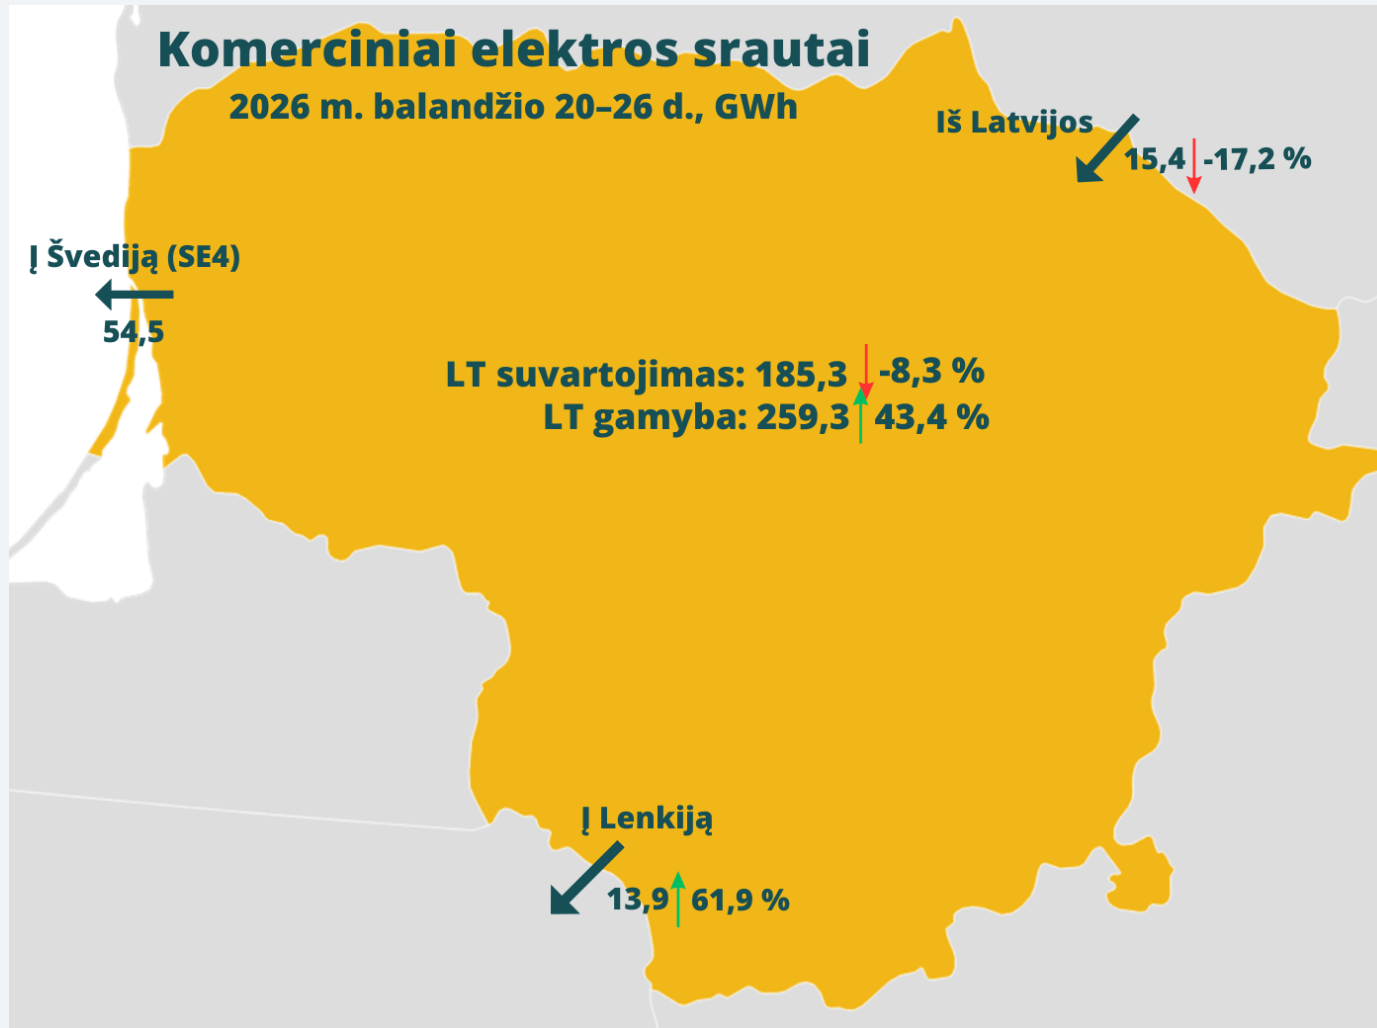 Komerciniai elektros srautai
2026 m. balandžio 20–26 d., GWh
Iš Latvijos
15,4 -17,2 %
Į Švediją (SE4)
54,5
LT suvartojimas: 185,3 -8,3 %
LT gamyba: 259,3 43,4 %
Į Lenkiją
13,9 61,9 %